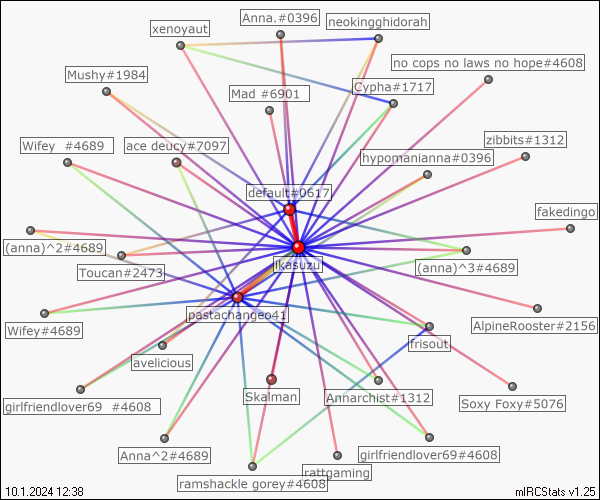 Anna.#0396
neokingghidorah
xenoyaut
no cops no laws no hope#4608
Mushy#1984
Cypha#1717
Mad  #6901
zibbits#1312
Wifey  #4689
ace deucy#7097
hypomanianna#0396
default#0617
fakedingo
(anna)^2#4689
ikasuzu
(anna)^3#4689
Toucan#2473
pastachangeo41
Wifey#4689
AlpineRooster#2156
frisout
avelicious
Skalman
Annarchist#1312
Soxy Foxy#5076
girlfriendlover69  #4608
Anna^2#4689
girlfriendlover69#4608
rattgaming
ramshackle gorey#4608
10.1.2024 12:38
mIRCStats v1.25